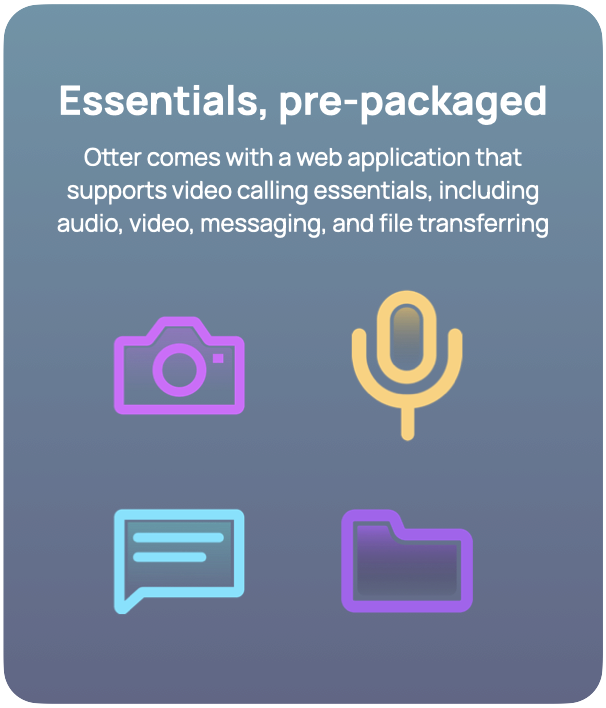 Essentials, pre-packaged
Otter comes with a web application that
supports video calling essentials, including
audio, video, messaging, and file transferring